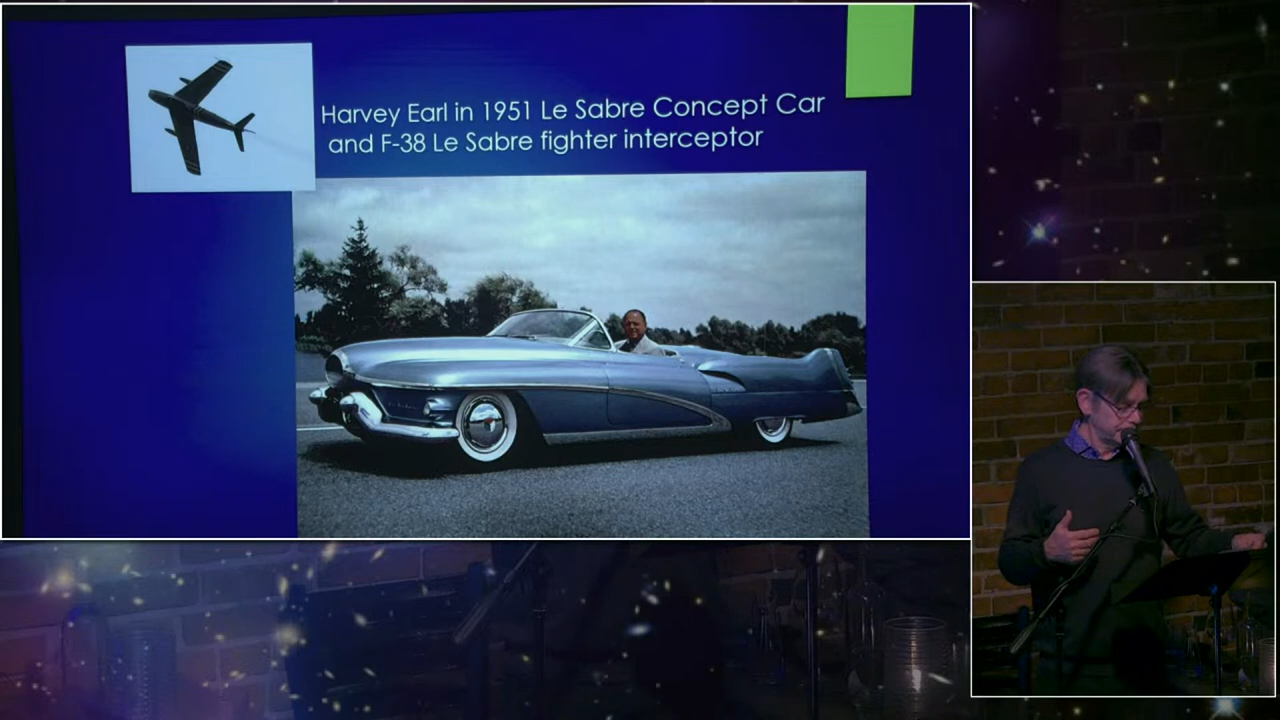 Harvey Earl in 1951 Le Sabre Concept Car
and F-38 Le Sabre fighter interceptor